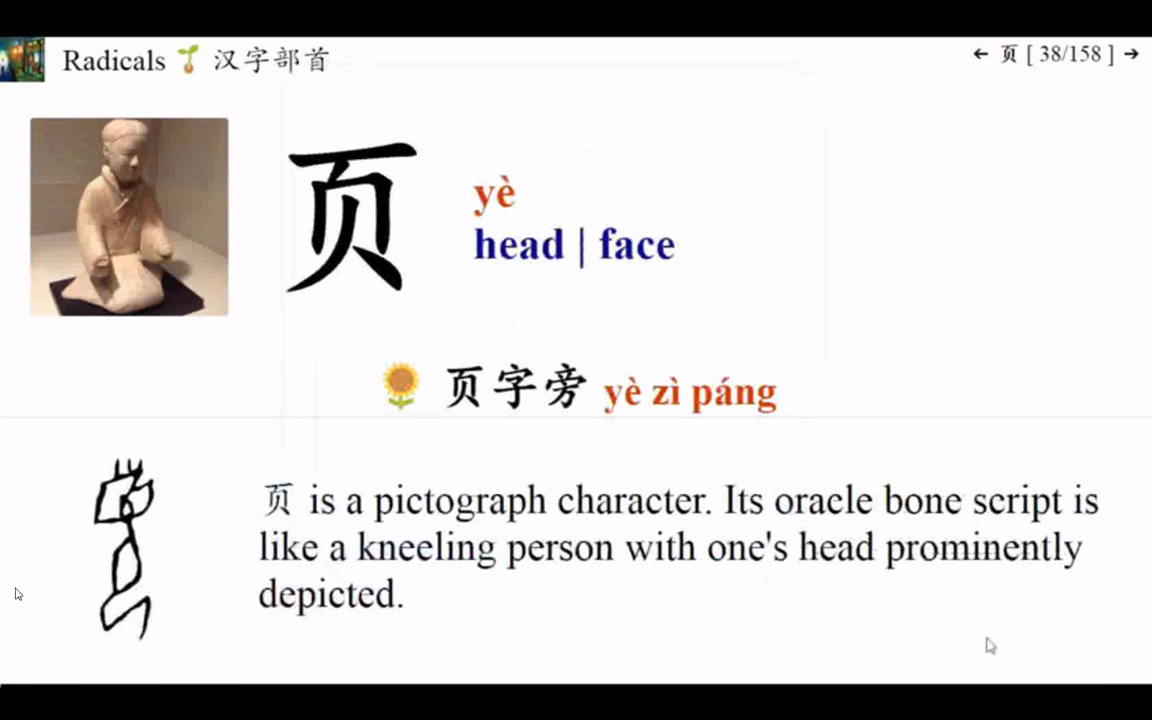 Radicals 汉字部首
← 页 [ 38/158 ] →
页
yè
head | face
页字旁 yè zì páng
页 is a pictograph character. Its oracle bone script is
like a kneeling person with one's head prominently
depicted.